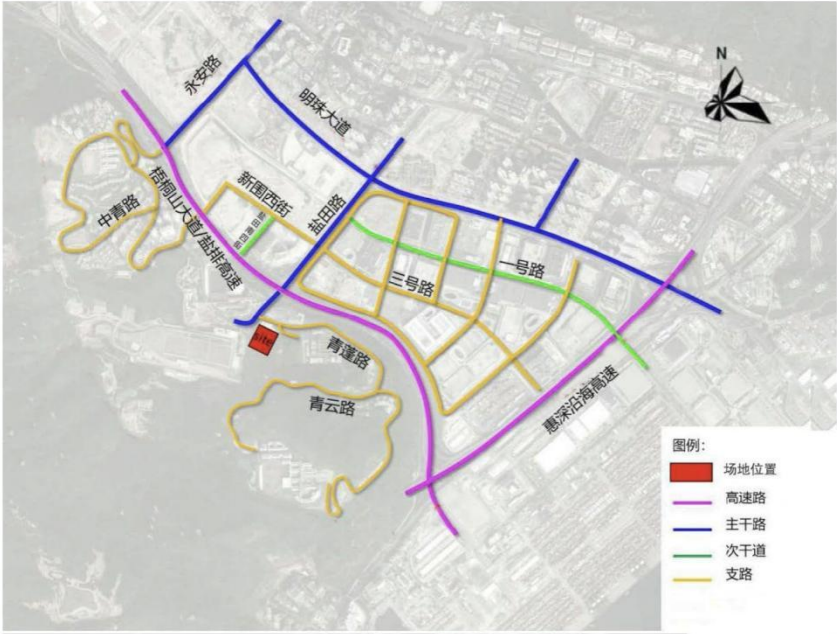 N
永安路
明珠大道
新围西街
盐田路
中青路
梧桐山大道/盐排高速
一号路
三号路
site
青蓬路
青云路
惠深沿海高速
图例：
场地位置
高速路
主干路
次干道
支路